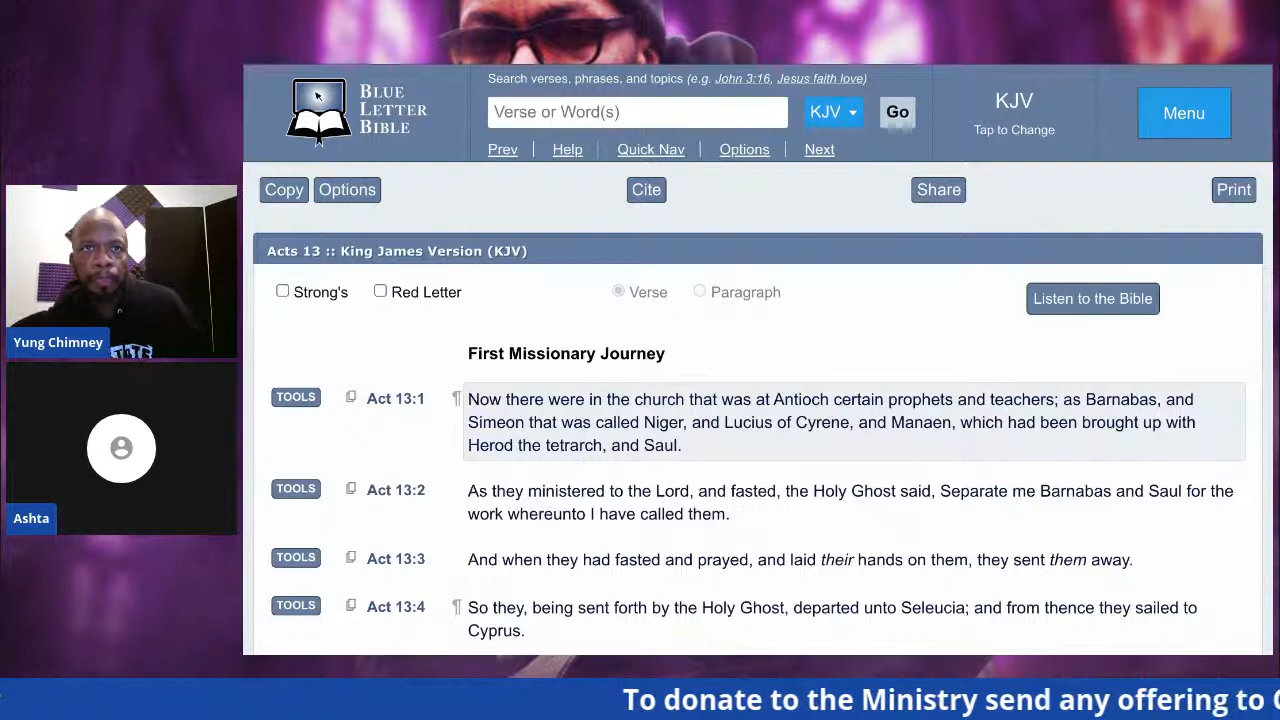 Search verses, phrases, and topics (e.g. John 3:16, Jesus faith love)
BLUE
LETTER
BIBLE
Verse or Word(s)
KJV
Go
KJV
Tap to Change
Menu
Prev
Help
Quick Nav
Options
Next
Copy
Options
Cite
Share
Print
Acts 13 :: King James Version (KJV)
Strong's
Red Letter
Verse
Paragraph
Listen to the Bible
First Missionary Journey
TOOLS
Act 13:1
¶ Now there were in the church that was at Antioch certain prophets and teachers; as Barnabas, and
Simeon that was called Niger, and Lucius of Cyrene, and Manaen, which had been brought up with
Herod the tetrarch, and Saul.
TOOLS
Act 13:2
As they ministered to the Lord, and fasted, the Holy Ghost said, Separate me Barnabas and Saul for the
work whereunto I have called them.
TOOLS
Act 13:3
And when they had fasted and prayed, and laid their hands on them, they sent them away.
TOOLS
Act 13:4
¶ So they, being sent forth by the Holy Ghost, departed unto Seleucia; and from thence they sailed to
Cyprus.
Yung Chimney
Ashta
To donate to the Ministry send any offering to